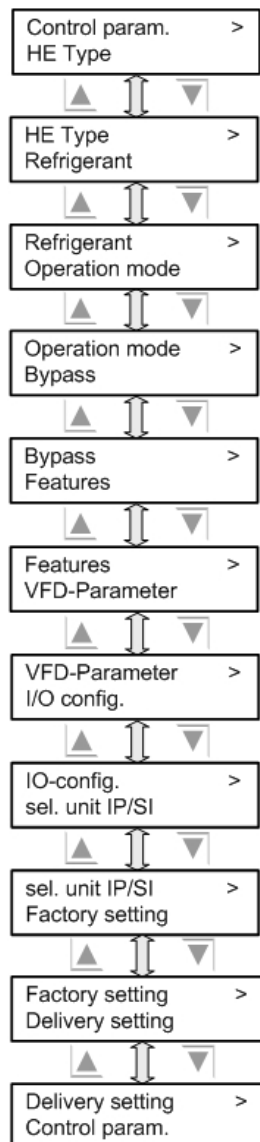 Control param. >
HE Type
HE Type >
Refrigerant
Refrigerant >
Operation mode
Operation mode >
Bypass
Bypass >
Features
Features >
VFD-Parameter
VFD-Parameter >
I/O config.
IO-config. >
sel. unit IP/SI
sel. unit IP/SI >
Factory setting
Factory setting >
Delivery setting
Delivery setting >
Control param.